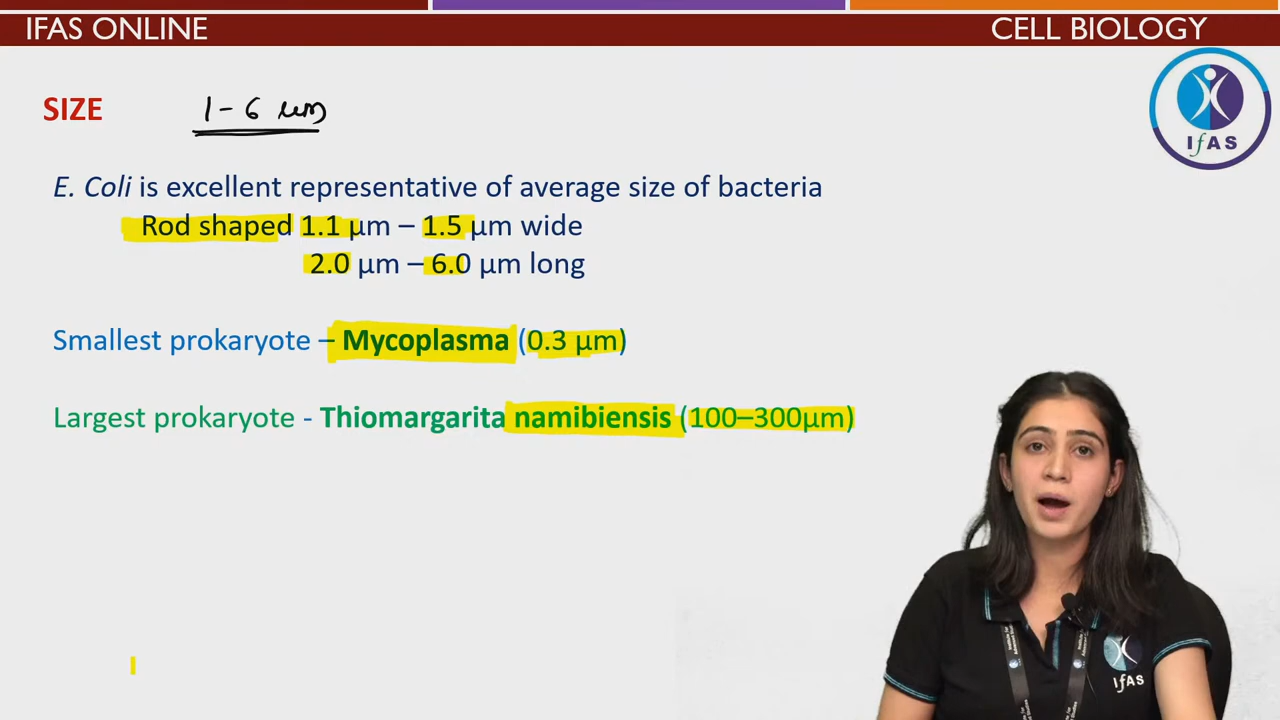 IFAS ONLINE
CELL BIOLOGY
IfAS
SIZE 1-6 μm
E. Coli is excellent representative of average size of bacteria
Rod shaped 1.1 μm – 1.5 μm wide
2.0 μm – 6.0 μm long
Smallest prokaryote – Mycoplasma (0.3 μm)
Largest prokaryote - Thiomargarita namibiensis (100–300μm)
IfAS